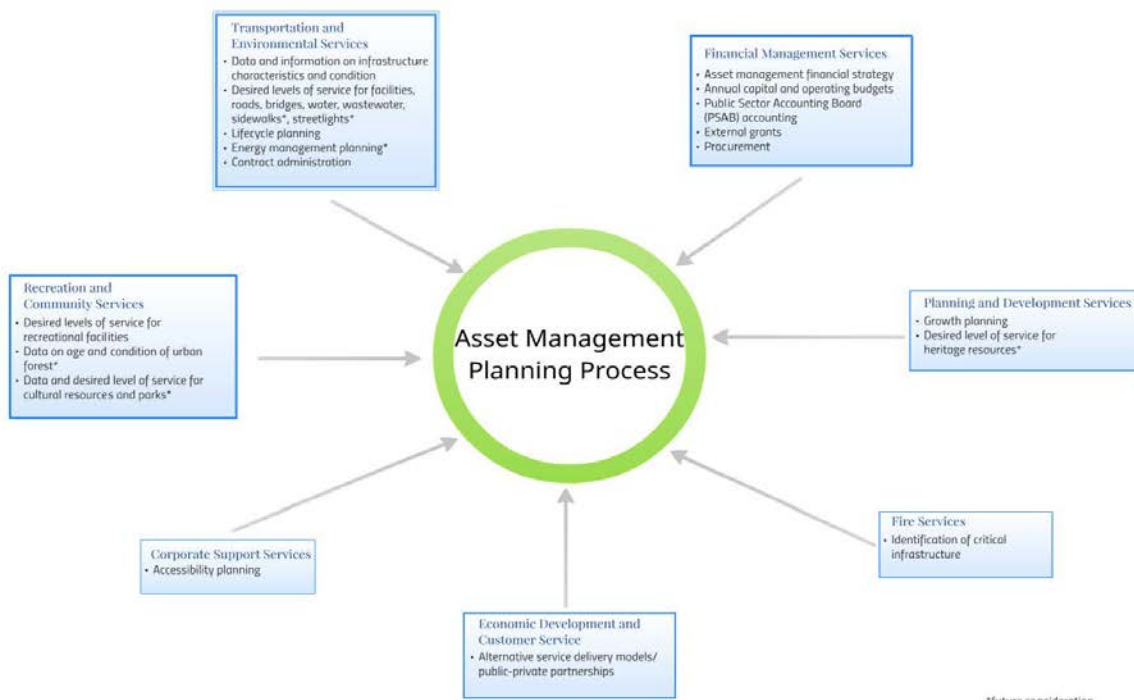 Transportation and
Environmental Services
• Data and information on infrastructure
characteristics and condition
• Desired levels of service for facilities,
roads, bridges, water, wastewater,
sidewalks*, streetlights*
• Lifecycle planning
• Energy management planning*
• Contract administration
Financial Management Services
• Asset management financial strategy
• Annual capital and operating budgets
• Public Sector Accounting Board
(PSAB) accounting
• External grants
• Procurement
Recreation and
Community Services
• Desired levels of service for
recreational facilities
• Data on age and condition of urban
forest*
• Data and desired level of service for
cultural resources and parks*
Asset Management
Planning Process
Planning and Development Services
• Growth planning
• Desired level of service for
heritage resources*
Corporate Support Services
• Accessibility planning
Fire Services
• Identification of critical
infrastructure
Economic Development and
Customer Service
• Alternative service delivery models/
public-private partnerships
*future consideration